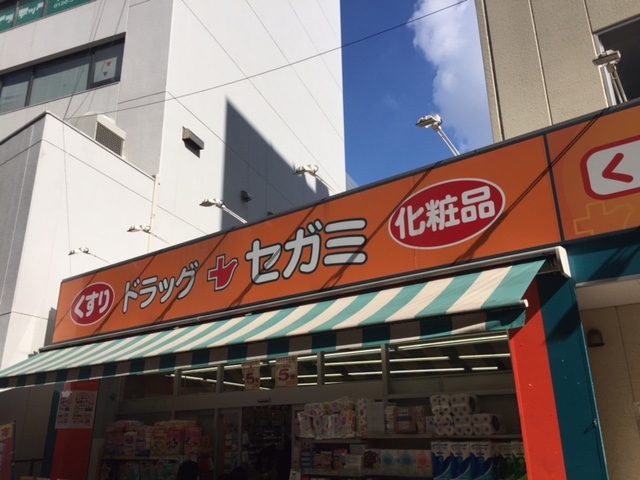 くすり
ドラッグ セガミ
化粧品
く